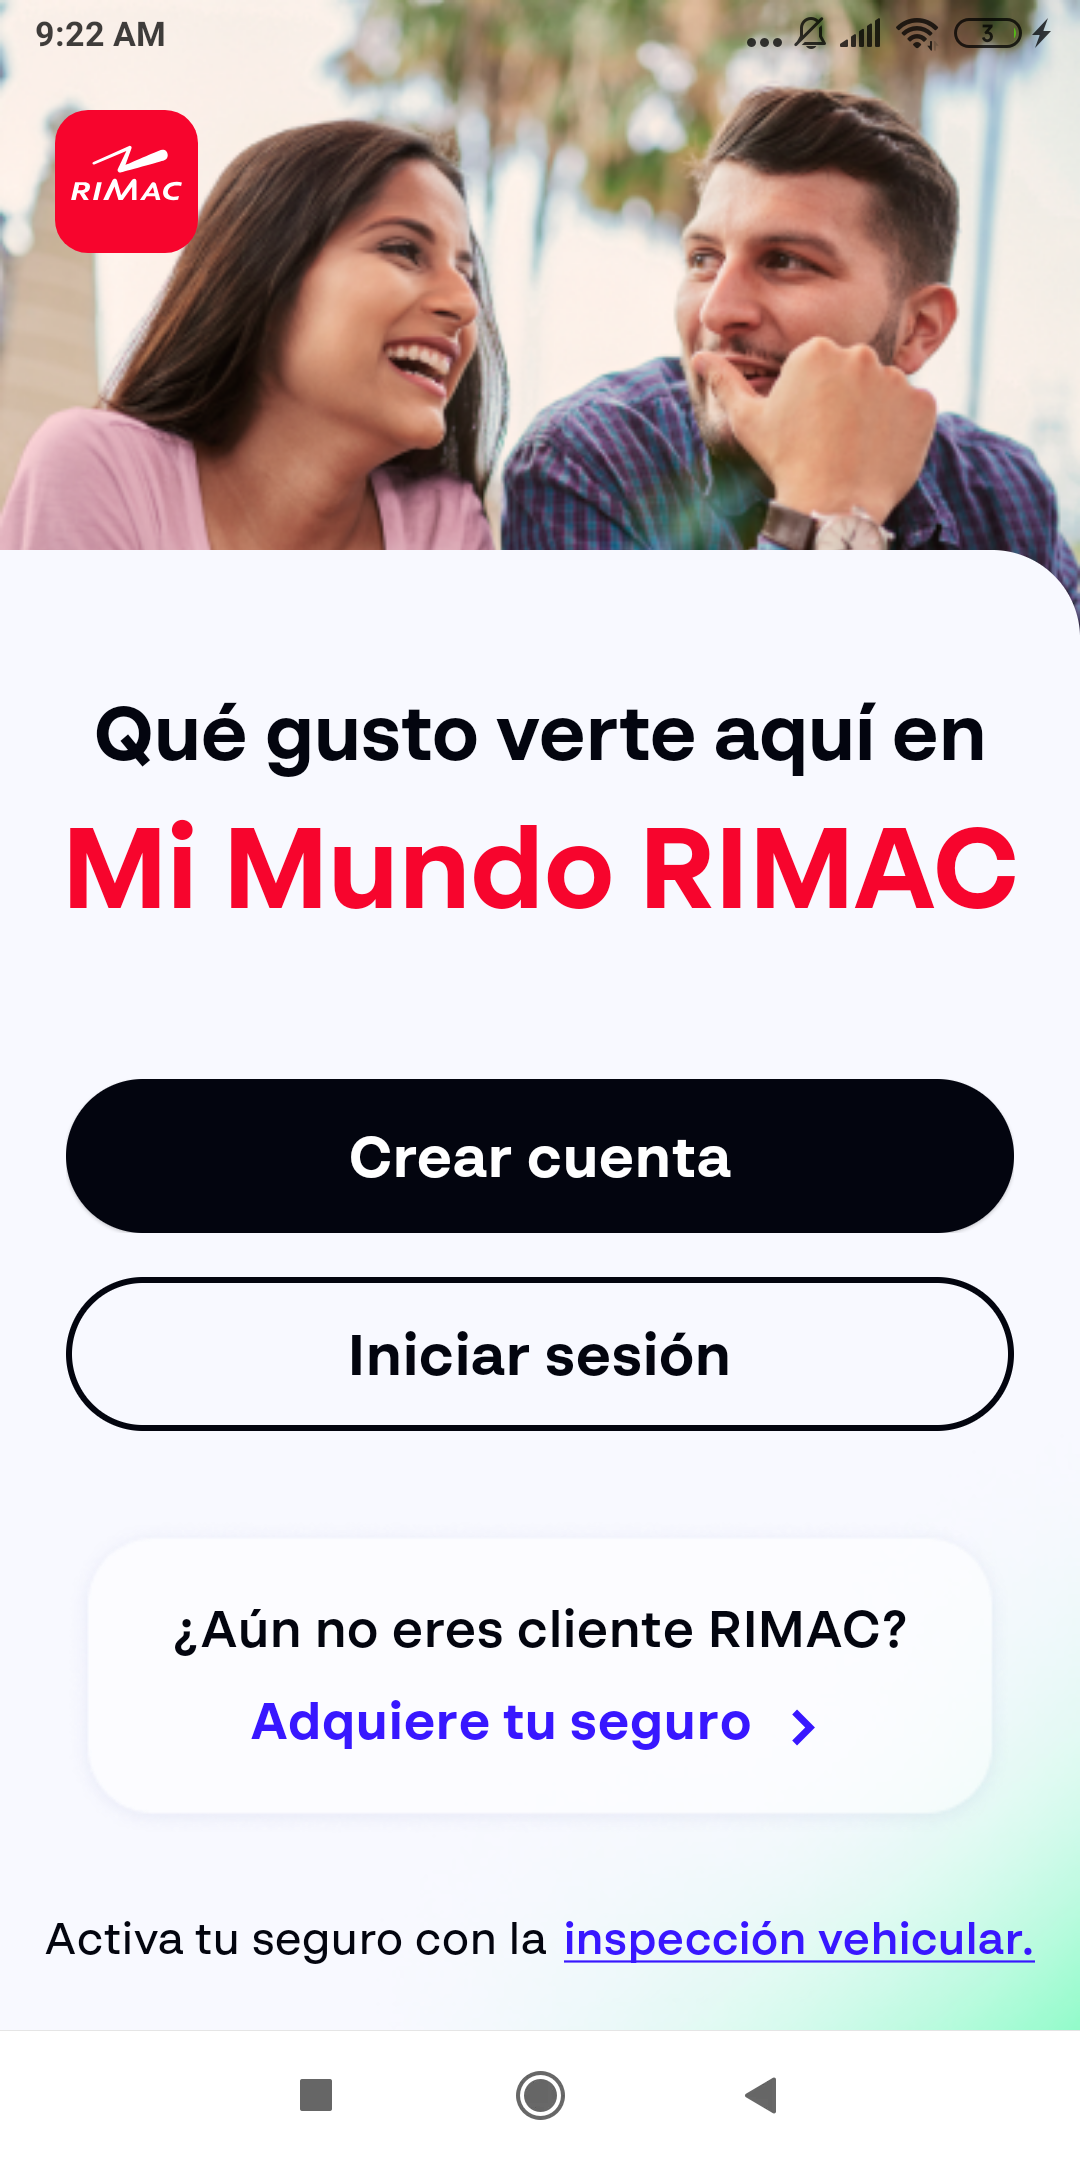 9:22 AM
3
RIMAC
Qué gusto verte aquí en
Mi Mundo RIMAC
Crear cuenta
Iniciar sesión
¿Aún no eres cliente RIMAC?
Adquiere tu seguro
Activa tu seguro con la inspección vehicular.